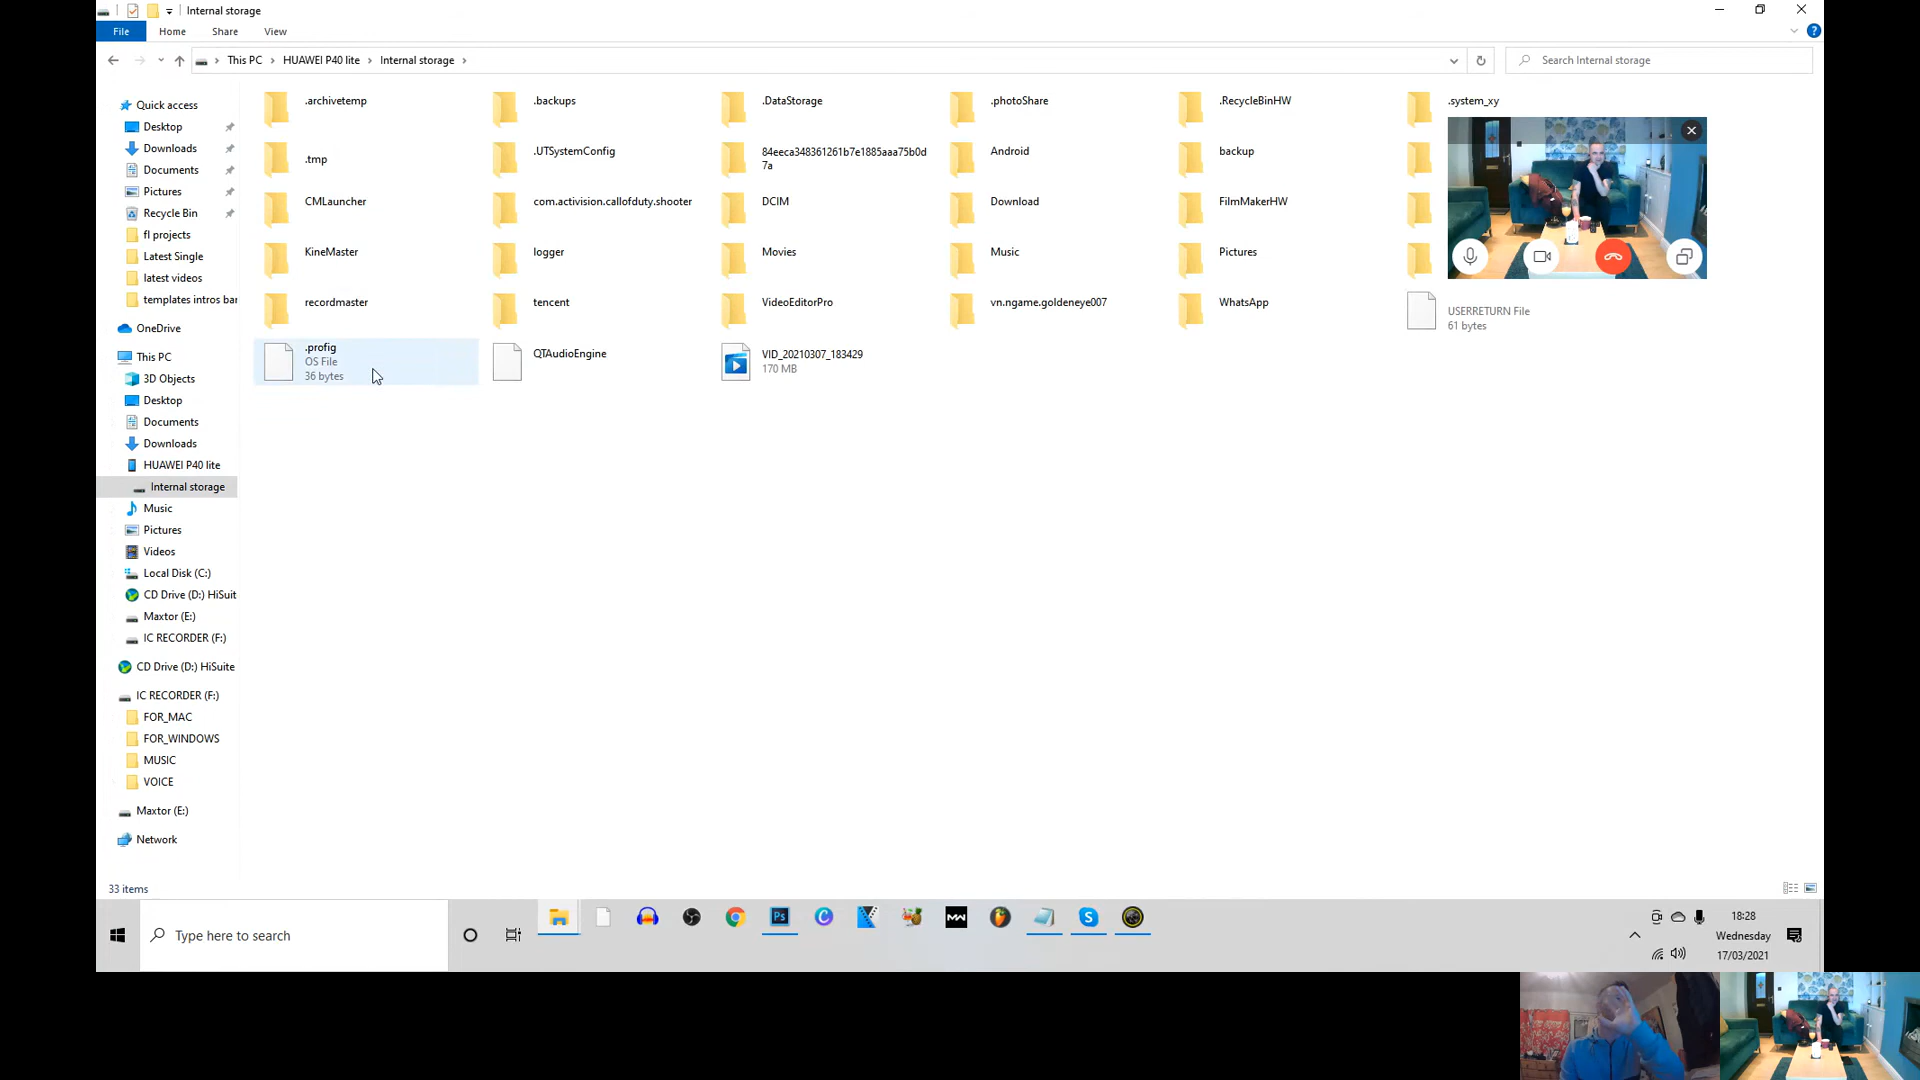 Internal storage
File Home Share View
This PC HUAWEI P40 lite Internal storage
Search Internal storage
Quick access
Desktop
Downloads
Documents
Pictures
Recycle Bin
fl projects
Latest Single
latest videos
templates intros bar
OneDrive
This PC
3D Objects
Desktop
Documents
Downloads
HUAWEI P40 lite
Internal storage
Music
Pictures
Videos
Local Disk (C:)
CD Drive (D:) HiSuit
Maxtor (E:)
IC RECORDER (F:)
CD Drive (D:) HiSuite
IC RECORDER (F:)
FOR_MAC
FOR_WINDOWS
MUSIC
VOICE
Maxtor (E:)
Network
.archivetemp
.backups
.DataStorage
.photoShare
.RecycleBinHW
.system_xy
.tmp
.UTSystemConfig
84eeca348361261b7e1885aaa75b0d
7a
Android
backup
CMLauncher
com.activision.callofduty.shooter
DCIM
Download
FilmMakerHW
KineMaster
logger
Movies
Music
Pictures
recordmaster
tencent
VideoEditorPro
vn.ngame.goldeneye007
WhatsApp
USERRETURN File
61 bytes
.profig
OS File
36 bytes
QTAudioEngine
VID_20210307_183429
170 MB
33 items
Type here to search
Ps
MW
18:28
Wednesday
17/03/2021